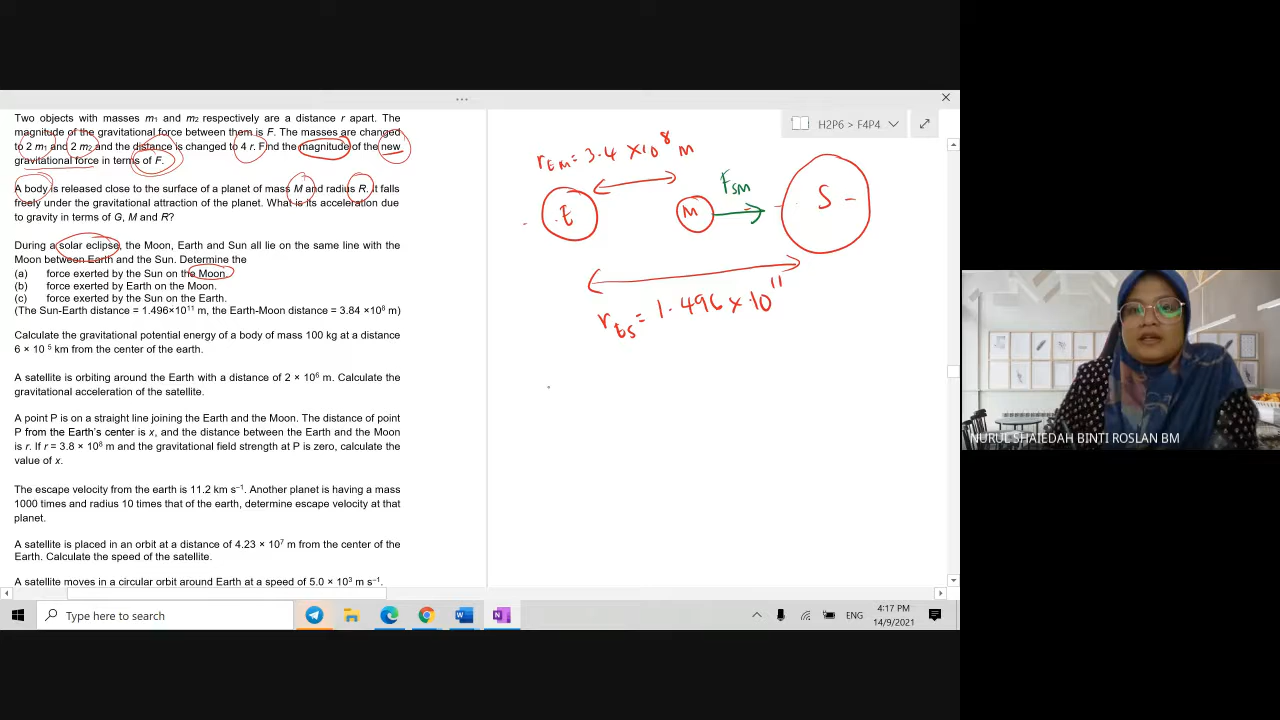 H2P6 > F4P4
Two objects with masses m₁ and m₂ respectively are a distance r apart. The
magnitude of the gravitational force between them is F. The masses are changed
to 2 m₁ and 2 m₂ and the distance is changed to 4 r. Find the magnitude of the new
gravitational force in terms of F.
A body is released close to the surface of a planet of mass M and radius R. It falls
freely under the gravitational attraction of the planet. What is its acceleration due
to gravity in terms of G, M and R?
During a solar eclipse, the Moon, Earth and Sun all lie on the same line with the
Moon between Earth and the Sun. Determine the
(a) force exerted by the Sun on the Moon.
(b) force exerted by Earth on the Moon.
(c) force exerted by the Sun on the Earth.
(The Sun-Earth distance = 1.496×10¹¹ m, the Earth-Moon distance = 3.84 ×10⁸ m)
Calculate the gravitational potential energy of a body of mass 100 kg at a distance
6 × 10 ⁵ km from the center of the earth.
A satellite is orbiting around the Earth with a distance of 2 × 10⁶ m. Calculate the
gravitational acceleration of the satellite.
A point P is on a straight line joining the Earth and the Moon. The distance of point
P from the Earth's center is x, and the distance between the Earth and the Moon
is r. If r = 3.8 × 10⁸ m and the gravitational field strength at P is zero, calculate the
value of x.
The escape velocity from the earth is 11.2 km s⁻¹. Another planet is having a mass
1000 times and radius 10 times that of the earth, determine escape velocity at that
planet.
A satellite is placed in an orbit at a distance of 4.23 × 10⁷ m from the center of the
Earth. Calculate the speed of the satellite.
A satellite moves in a circular orbit around Earth at a speed of 5.0 × 10³ m s⁻¹.
r EM = 3.4 × 10⁸ m
F SM
E
M
S
r ES = 1.496 × 10¹¹
NURUL SHAIEDAH BINTI ROSLAN BM
Type here to search
ENG
4:17 PM
14/9/2021